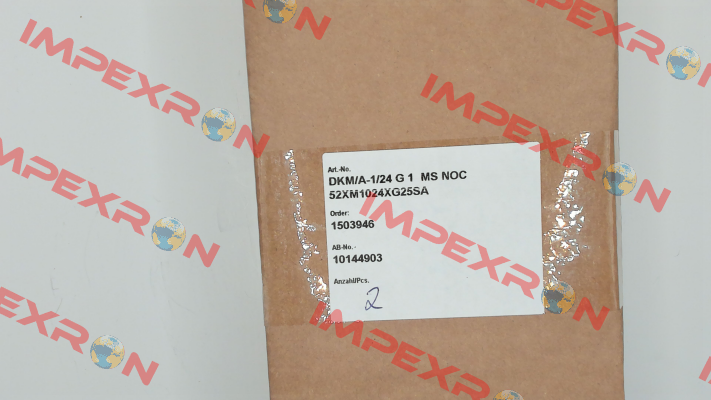 Art.-No.
DKM/A-1/24 G 1 MS NOC
52XM1024XG25SA
Order:
1503946
AB-No.-
10144903
Anzahl/Pcs.
2
IMPEXRON
IMPEXRON
IMPEXRON
IMPEXRON
IMPEXRON
IMPEXRON
IMPEXRON
IMPEXRON